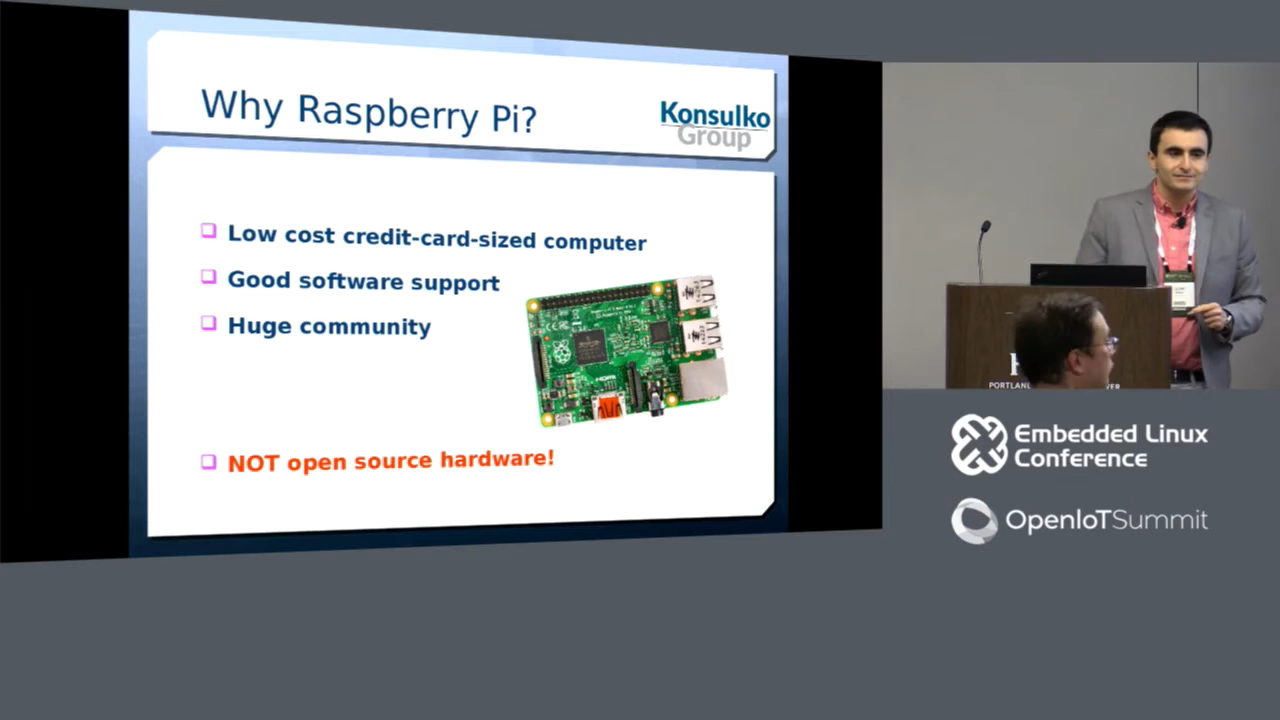 Why Raspberry Pi?
Konsulko
Group
Low cost credit-card-sized computer
Good software support
Huge community
NOT open source hardware!
PORTLAND
Embedded Linux
Conference
OpenIoTSummit